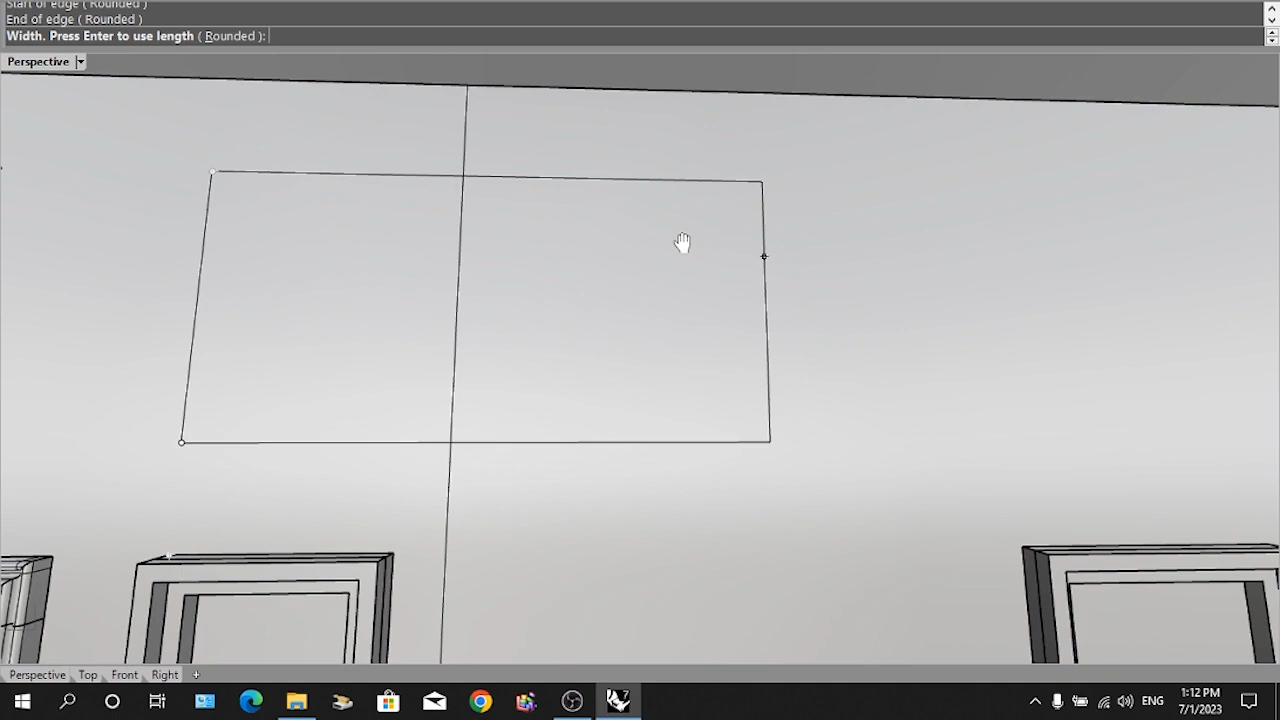 Start of edge ( Rounded )
End of edge ( Rounded )
Width. Press Enter to use length ( Rounded ):
Perspective
Perspective Top Front Right
7
ENG
1:12 PM
7/1/2023